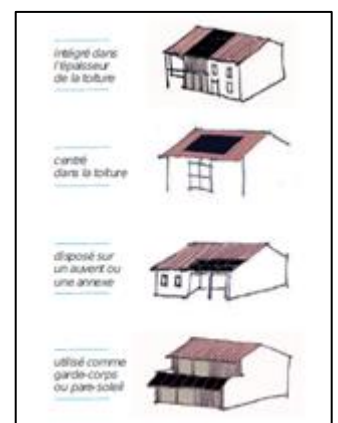 intégré dans
l'épaisseur
de la toiture
centré
dans la toiture
disposé sur
un auvent ou
une annexe
utilisé comme
garde-corps
ou pare-soleil